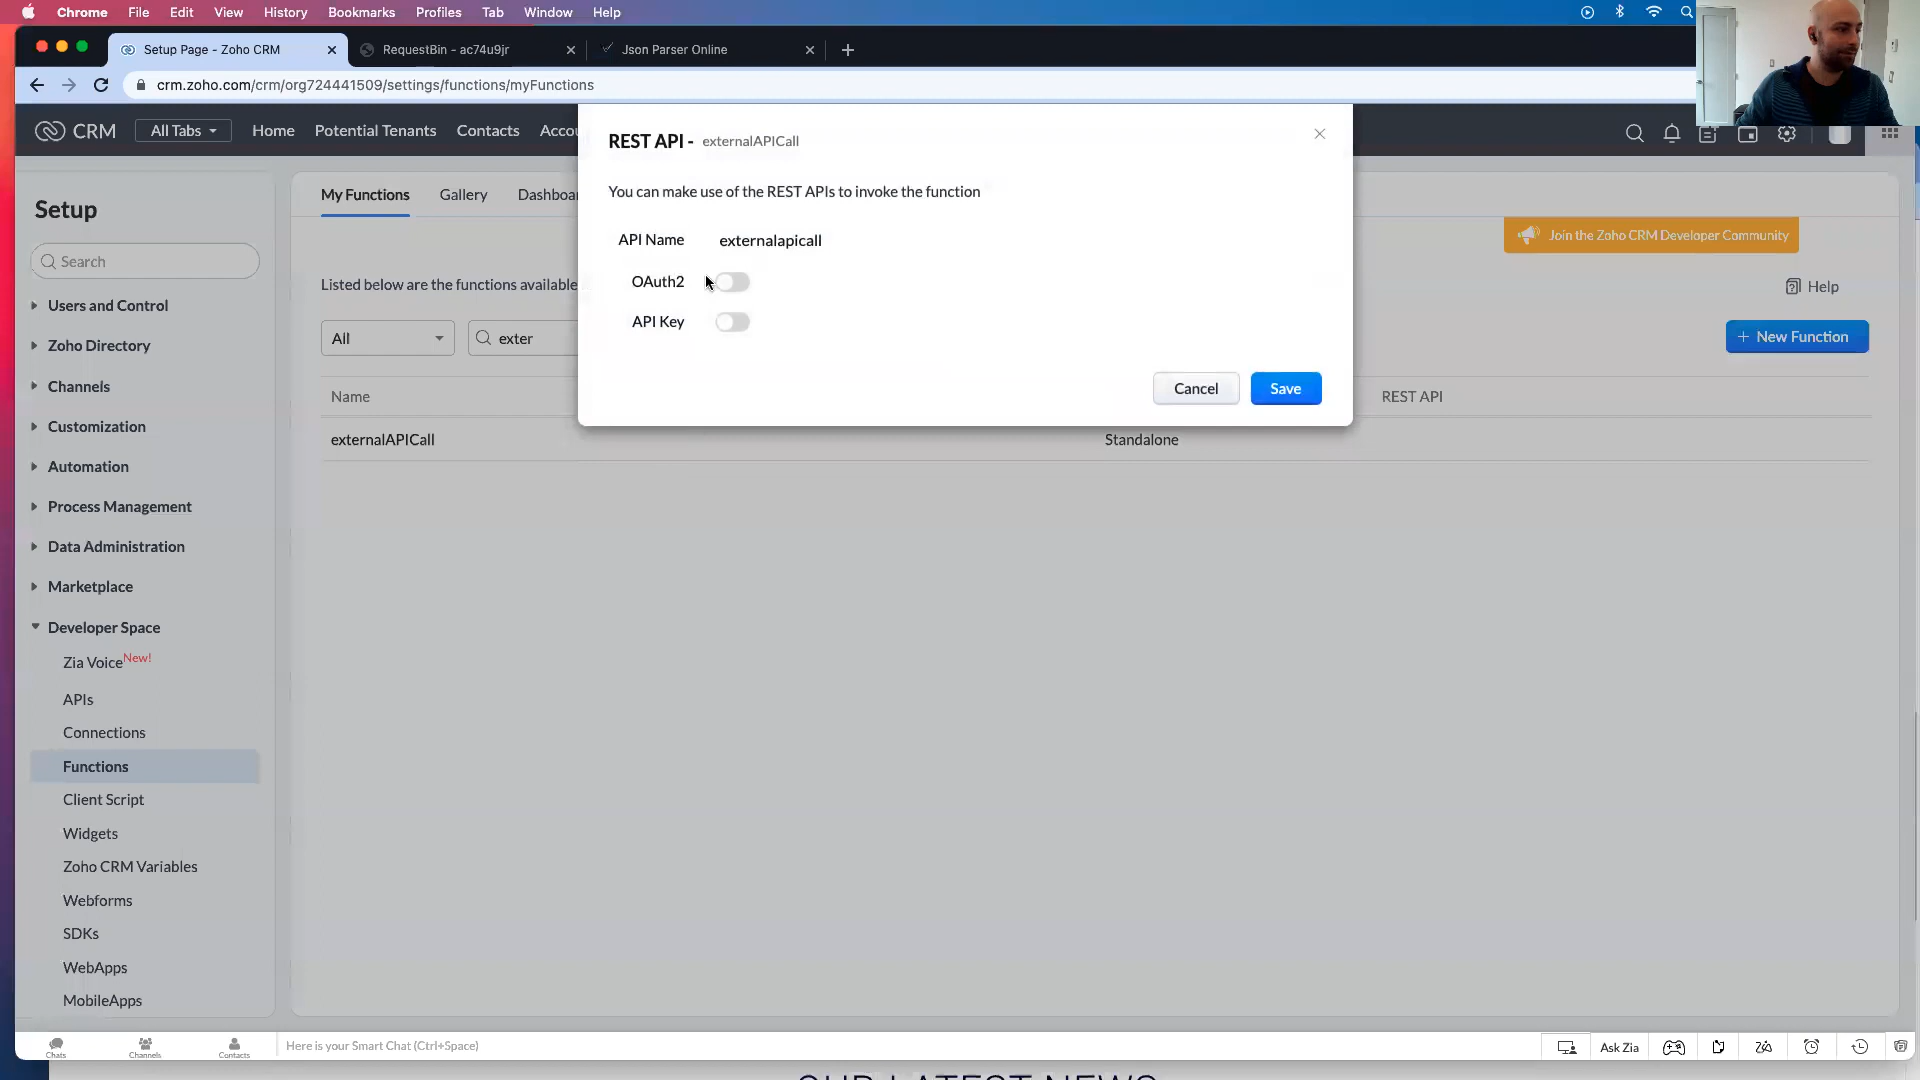 Chrome File Edit View History Bookmarks Profiles Tab Window Help
Setup Page - Zoho CRM
RequestBin - ac74u9jr
Json Parser Online
crm.zoho.com/crm/org724441509/settings/functions/myFunctions
CRM
All Tabs
Home
Potential Tenants
Contacts
Accou
REST API - externalAPICall
You can make use of the REST APIs to invoke the function
API Name externalapicall
OAuth2
API Key
Cancel
Save
Setup
Search
Users and Control
Zoho Directory
Channels
Customization
Automation
Process Management
Data Administration
Marketplace
Developer Space
Zia Voice New!
APIs
Connections
Functions
Client Script
Widgets
Zoho CRM Variables
Webforms
SDKs
WebApps
MobileApps
My Functions
Gallery
Dashboa
Join the Zoho CRM Developer Community
Listed below are the functions available
Help
All
exter
+ New Function
Name
REST API
externalAPICall
Standalone
Chats
Channels
Contacts
Here is your Smart Chat (Ctrl+Space)
Ask Zia
OUR LATEST NEWS